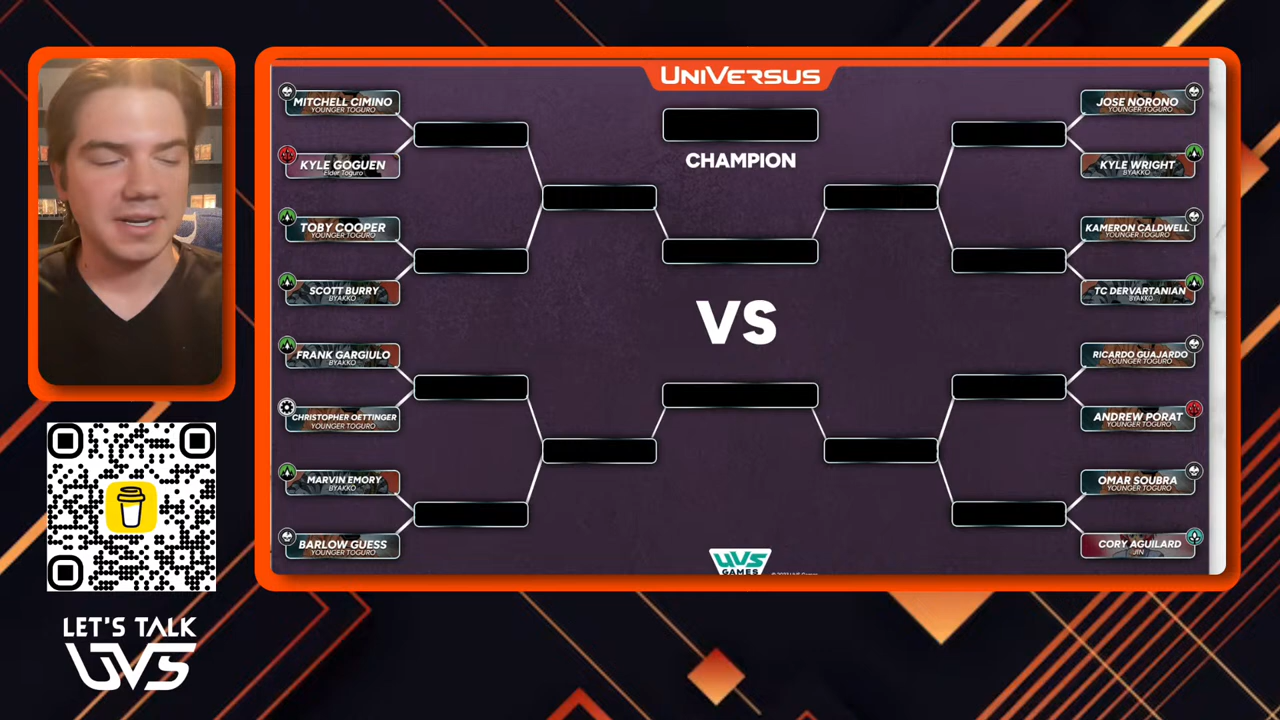 UNIVERSUS
MITCHELL CIMINO
YOUNGER TOGURO
KYLE GOGUEN
Elder Toguro
TOBY COOPER
YOUNGER TOGURO
SCOTT BURRY
BYAKKO
FRANK GARGIULO
BYAKKO
CHRISTOPHER OETTINGER
YOUNGER TOGURO
MARVIN EMORY
BYAKKO
BARLOW GUESS
YOUNGER TOGURO
CHAMPION
VS
UVS
GAMES
JOSE NORONO
YOUNGER TOGURO
KYLE WRIGHT
BYAKKO
KAMERON CALDWELL
YOUNGER TOGURO
TC DERVARTANIAN
BYAKKO
RICARDO GUAJARDO
YOUNGER TOGURO
ANDREW PORAT
YOUNGER TOGURO
OMAR SOUBRA
YOUNGER TOGURO
CORY AGUILARD
JIN
LET'S TALK
UVS